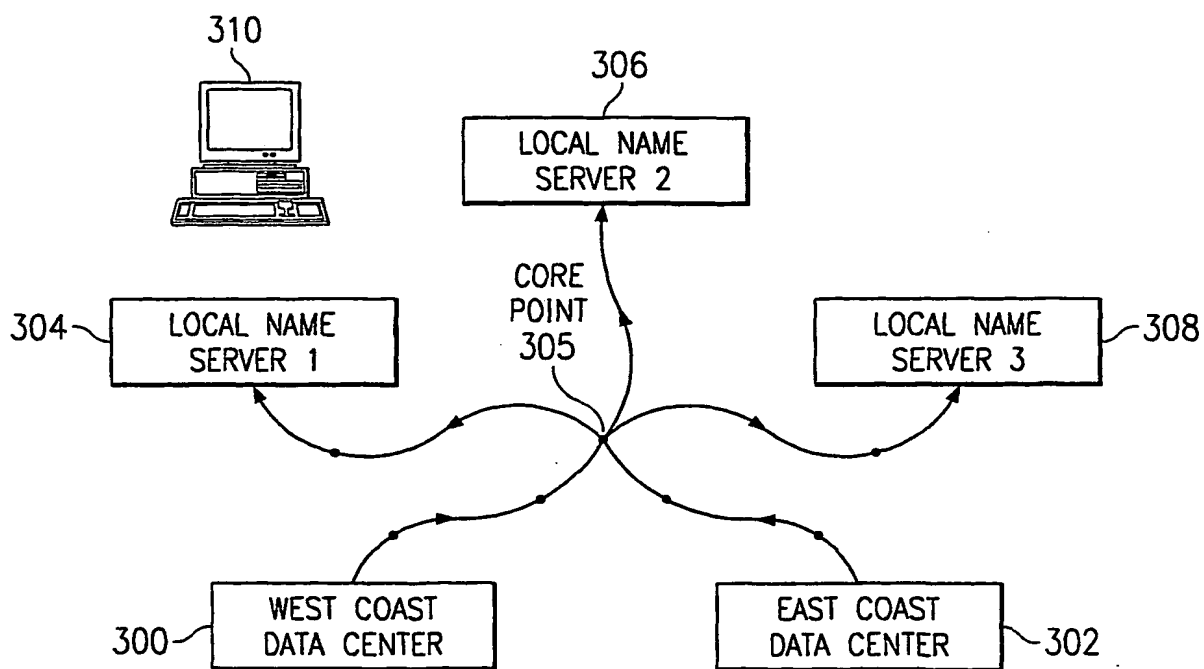 310
306
LOCAL NAME
SERVER 2
CORE
POINT
305
304
LOCAL NAME
SERVER 1
LOCAL NAME
SERVER 3
308
300
WEST COAST
DATA CENTER
EAST COAST
DATA CENTER
302